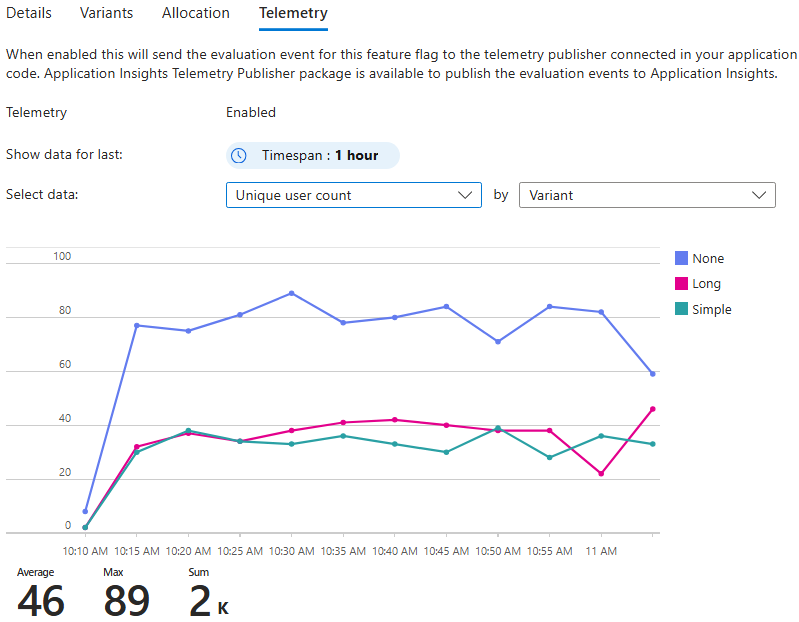 Details Variants Allocation Telemetry
When enabled this will send the evaluation event for this feature flag to the telemetry publisher connected in your application
code. Application Insights Telemetry Publisher package is available to publish the evaluation events to Application Insights.
Telemetry Enabled
Show data for last: Timespan : 1 hour
Select data: Unique user count by Variant
100
80
60
40
20
0
None
Long
Simple
10:10 AM 10:15 AM 10:20 AM 10:25 AM 10:30 AM 10:35 AM 10:40 AM 10:45 AM 10:50 AM 10:55 AM 11 AM
Average Max Sum
46 89 2 K